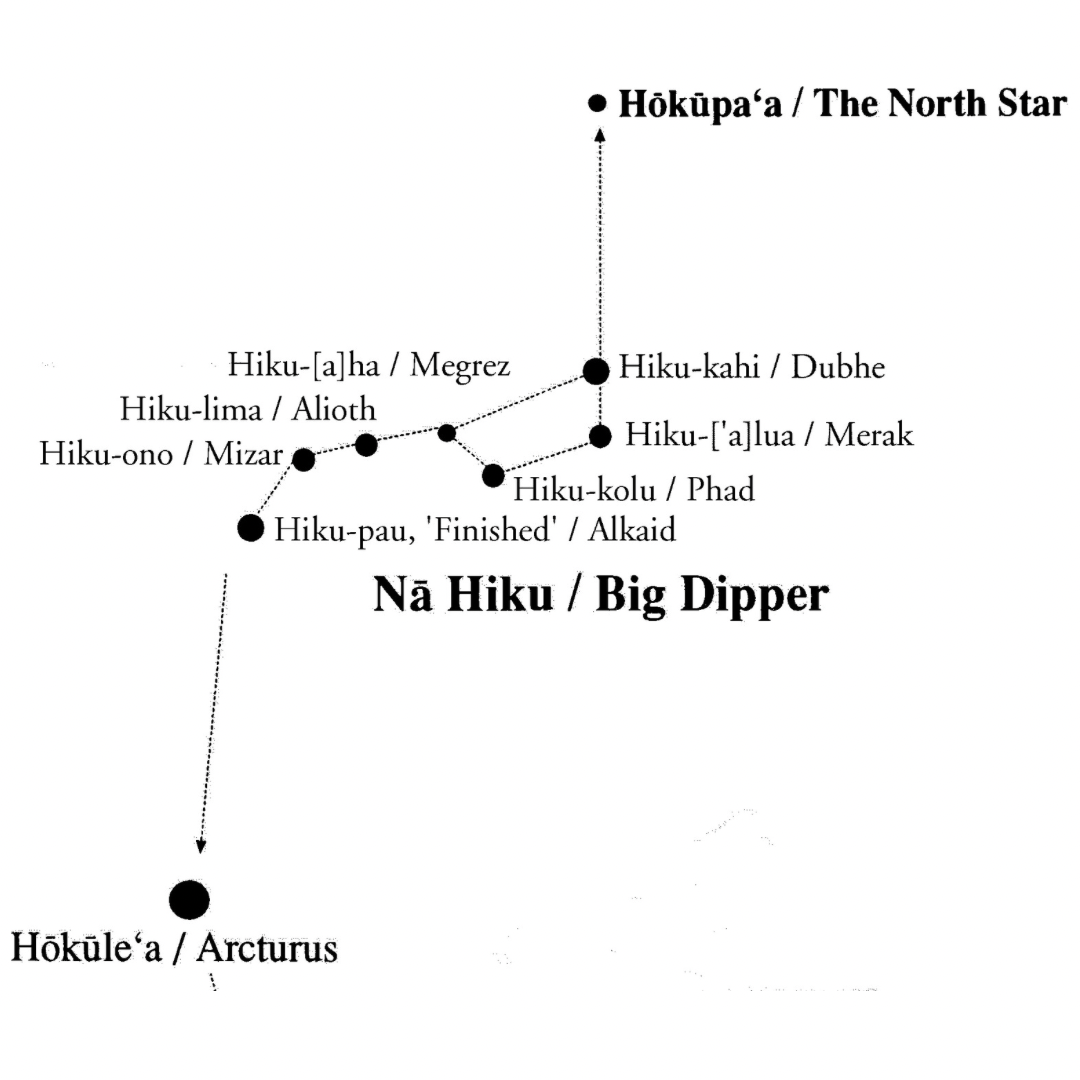 Hōkūpa‘a / The North Star
Hiku-[a]ha / Megrez
Hiku-kahi / Dubhe
Hiku-lima / Alioth
Hiku-['a]lua / Merak
Hiku-ono / Mizar
Hiku-kolu / Phad
Hiku-pau, 'Finished' / Alkaid
Nā Hiku / Big Dipper
Hōkūle‘a / Arcturus